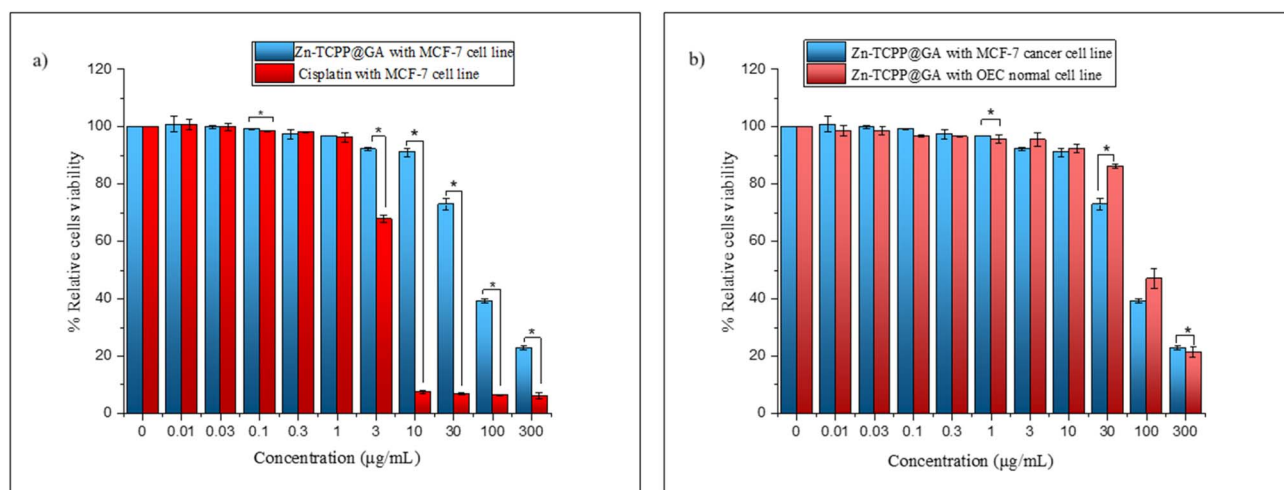 a)
Zn-TCPP@GA with MCF-7 cell line
Cisplatin with MCF-7 cell line
% Relative cells viability
120
100
80
60
40
20
0
* * * * * *
0 0.01 0.03 0.1 0.3 1 3 10 30 100 300
Concentration (µg/mL)
b)
Zn-TCPP@GA with MCF-7 cancer cell line
Zn-TCPP@GA with OEC normal cell line
% Relative cells viability
120
100
80
60
40
20
0
* * *
0 0.01 0.03 0.1 0.3 1 3 10 30 100 300
Concentration (µg/mL)